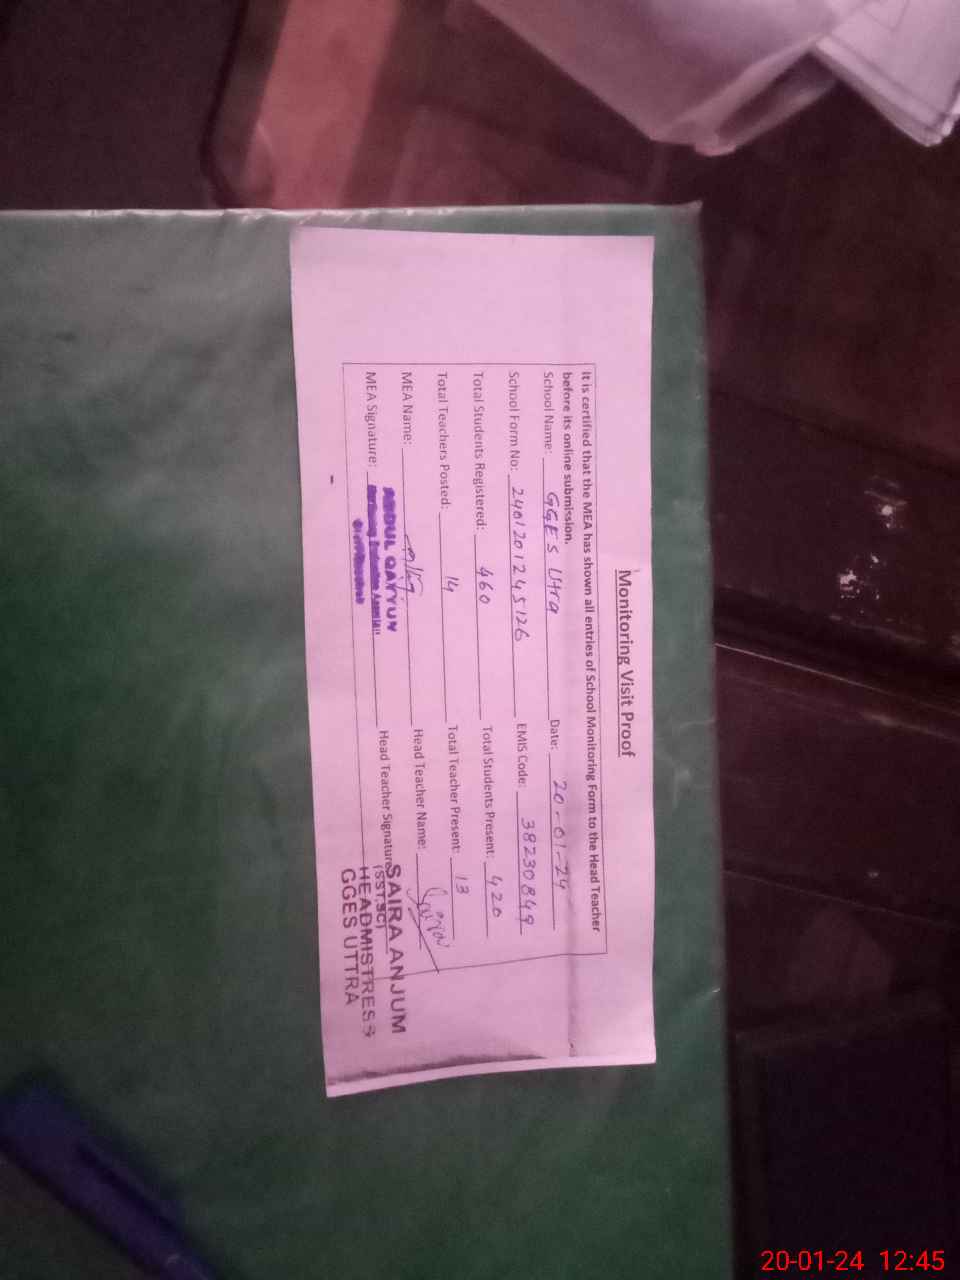 Monitoring Visit Proof
It is certified that the MEA has shown all entries of School Monitoring Form to the Head Teacher
before its online submission.
School Name: GGES Uttra Date: 20-01-24
School Form No: 2401201245126 EMIS Code: 38230849
Total Students Registered: 460 Total Students Present: 420
Total Teachers Posted: 14 Total Teacher Present: 13
MEA Name: Head Teacher Name:
MEA Signature: ABDUL QAYYUM Head Teacher Signature
SAIRA ANJUM
(SST,SC)
HEADMISTRESS
GGES UTTRA
20-01-24 12:45